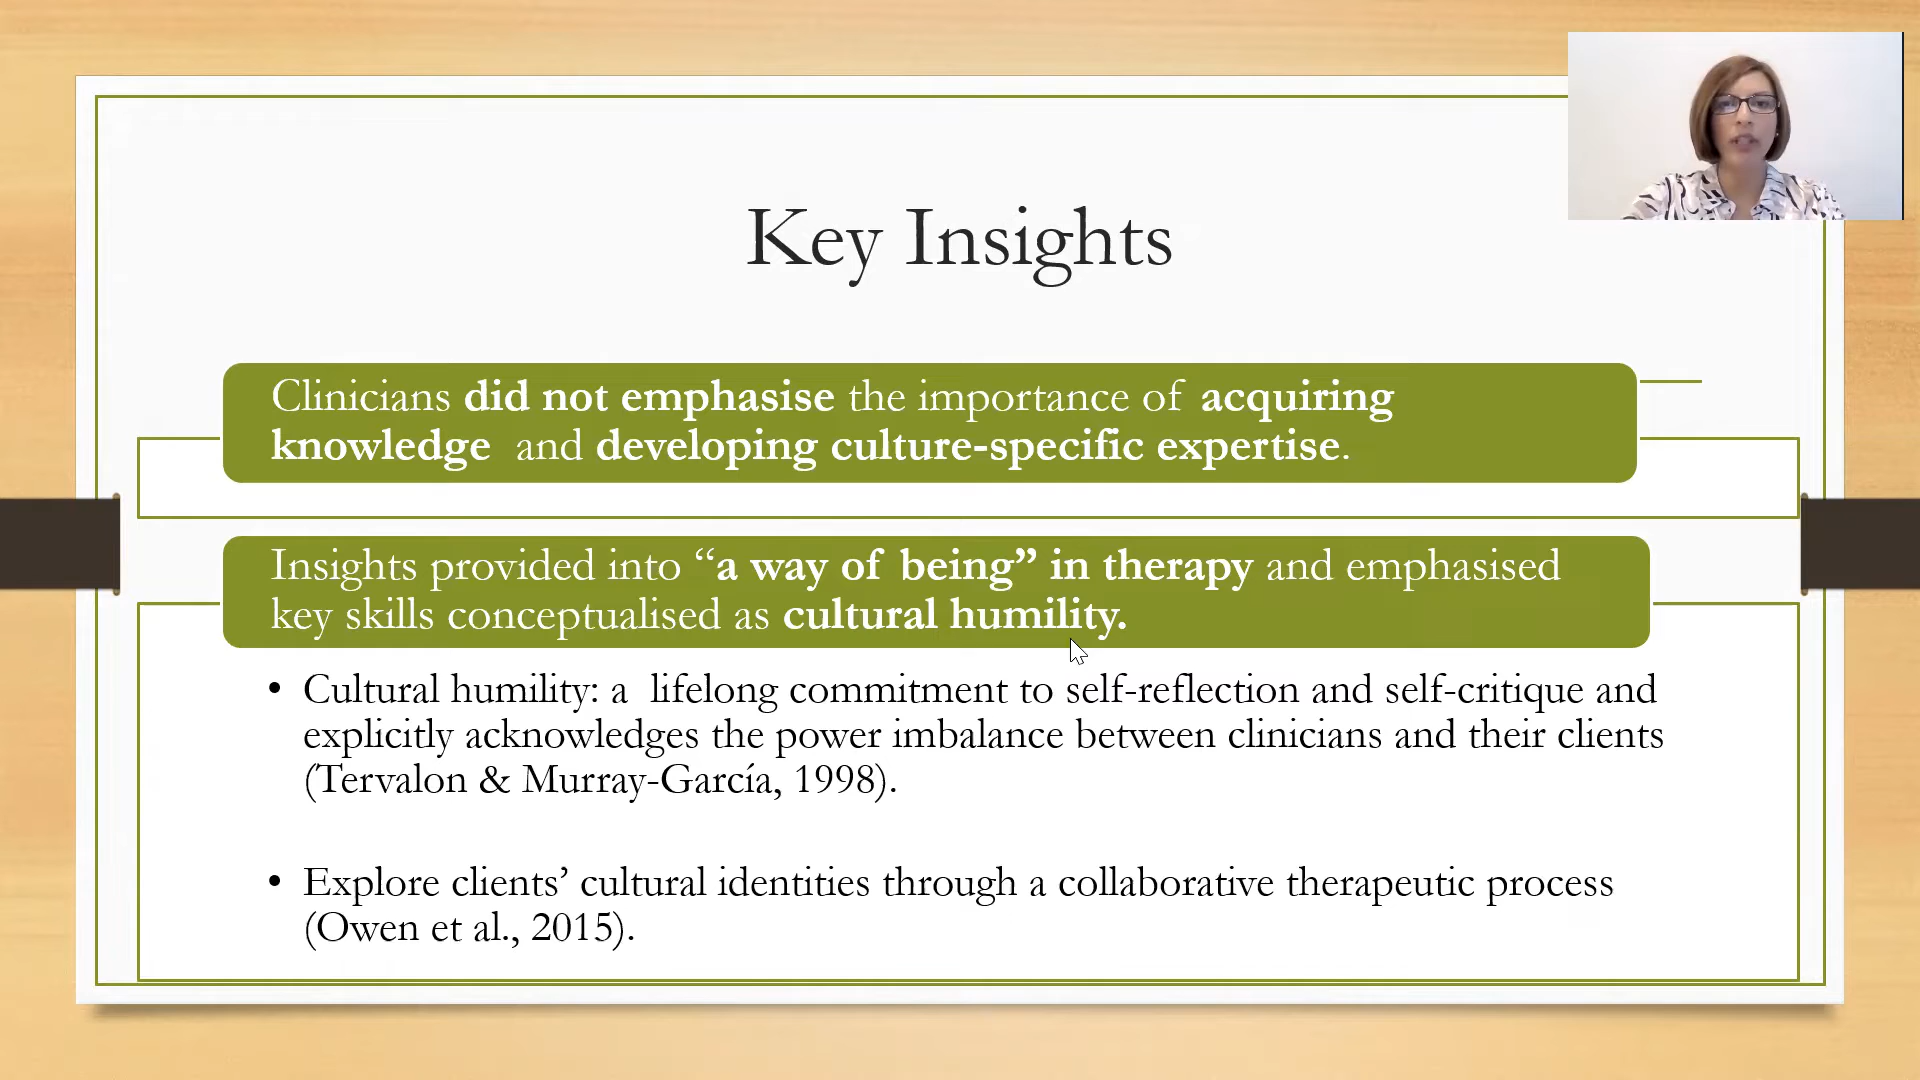 Key Insights
Clinicians did not emphasise the importance of acquiring
knowledge and developing culture-specific expertise.
Insights provided into “a way of being” in therapy and emphasised
key skills conceptualised as cultural humility.
• Cultural humility: a lifelong commitment to self-reflection and self-critique and
explicitly acknowledges the power imbalance between clinicians and their clients
(Tervalon & Murray-García, 1998).
• Explore clients’ cultural identities through a collaborative therapeutic process
(Owen et al., 2015).